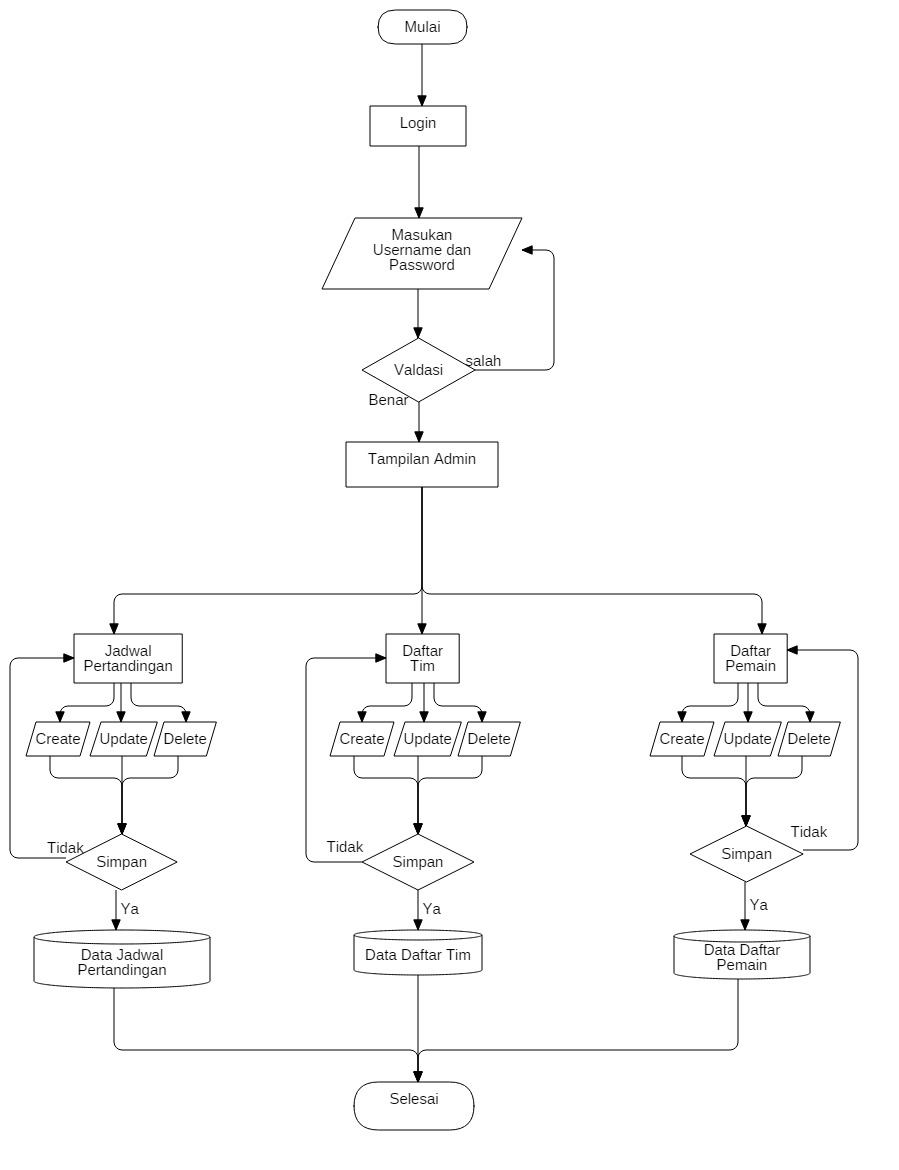 Mulai
Login
Masukan
Username dan
Password
salah
Valdasi
Benar
Tampilan Admin
Jadwal
Pertandingan
Daftar
Tim
Daftar
Pemain
Create
Update
Delete
Create
Update
Delete
Create
Update
Delete
Tidak
Simpan
Tidak
Simpan
Tidak
Simpan
Ya
Ya
Ya
Data Jadwal
Pertandingan
Data Daftar Tim
Data Daftar
Pemain
Selesai